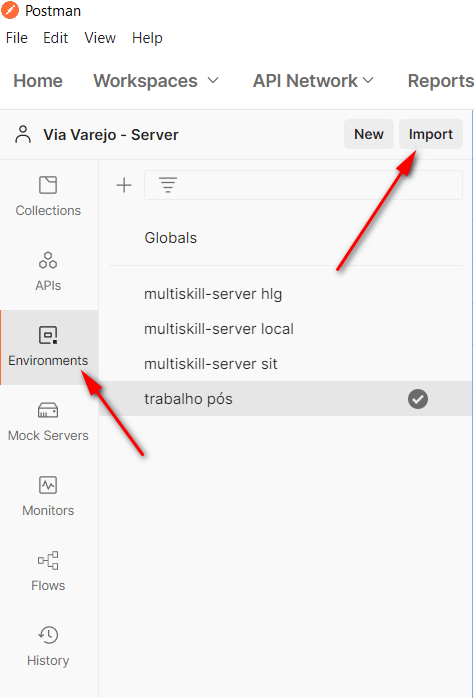 Postman
File Edit View Help
Home Workspaces API Network Reports
Via Varejo - Server New Import
Collections
APIs
Environments
Mock Servers
Monitors
Flows
History
Globals
multiskill-server hlg
multiskill-server local
multiskill-server sit
trabalho pós